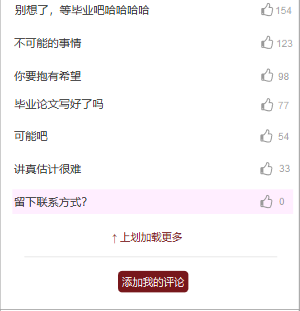 别想了，等毕业吧哈哈哈哈 154
不可能的事情 123
你要抱有希望 98
毕业论文写好了吗 77
可能吧 54
讲真估计很难 33
留下联系方式? 0
↑上划加载更多
添加我的评论